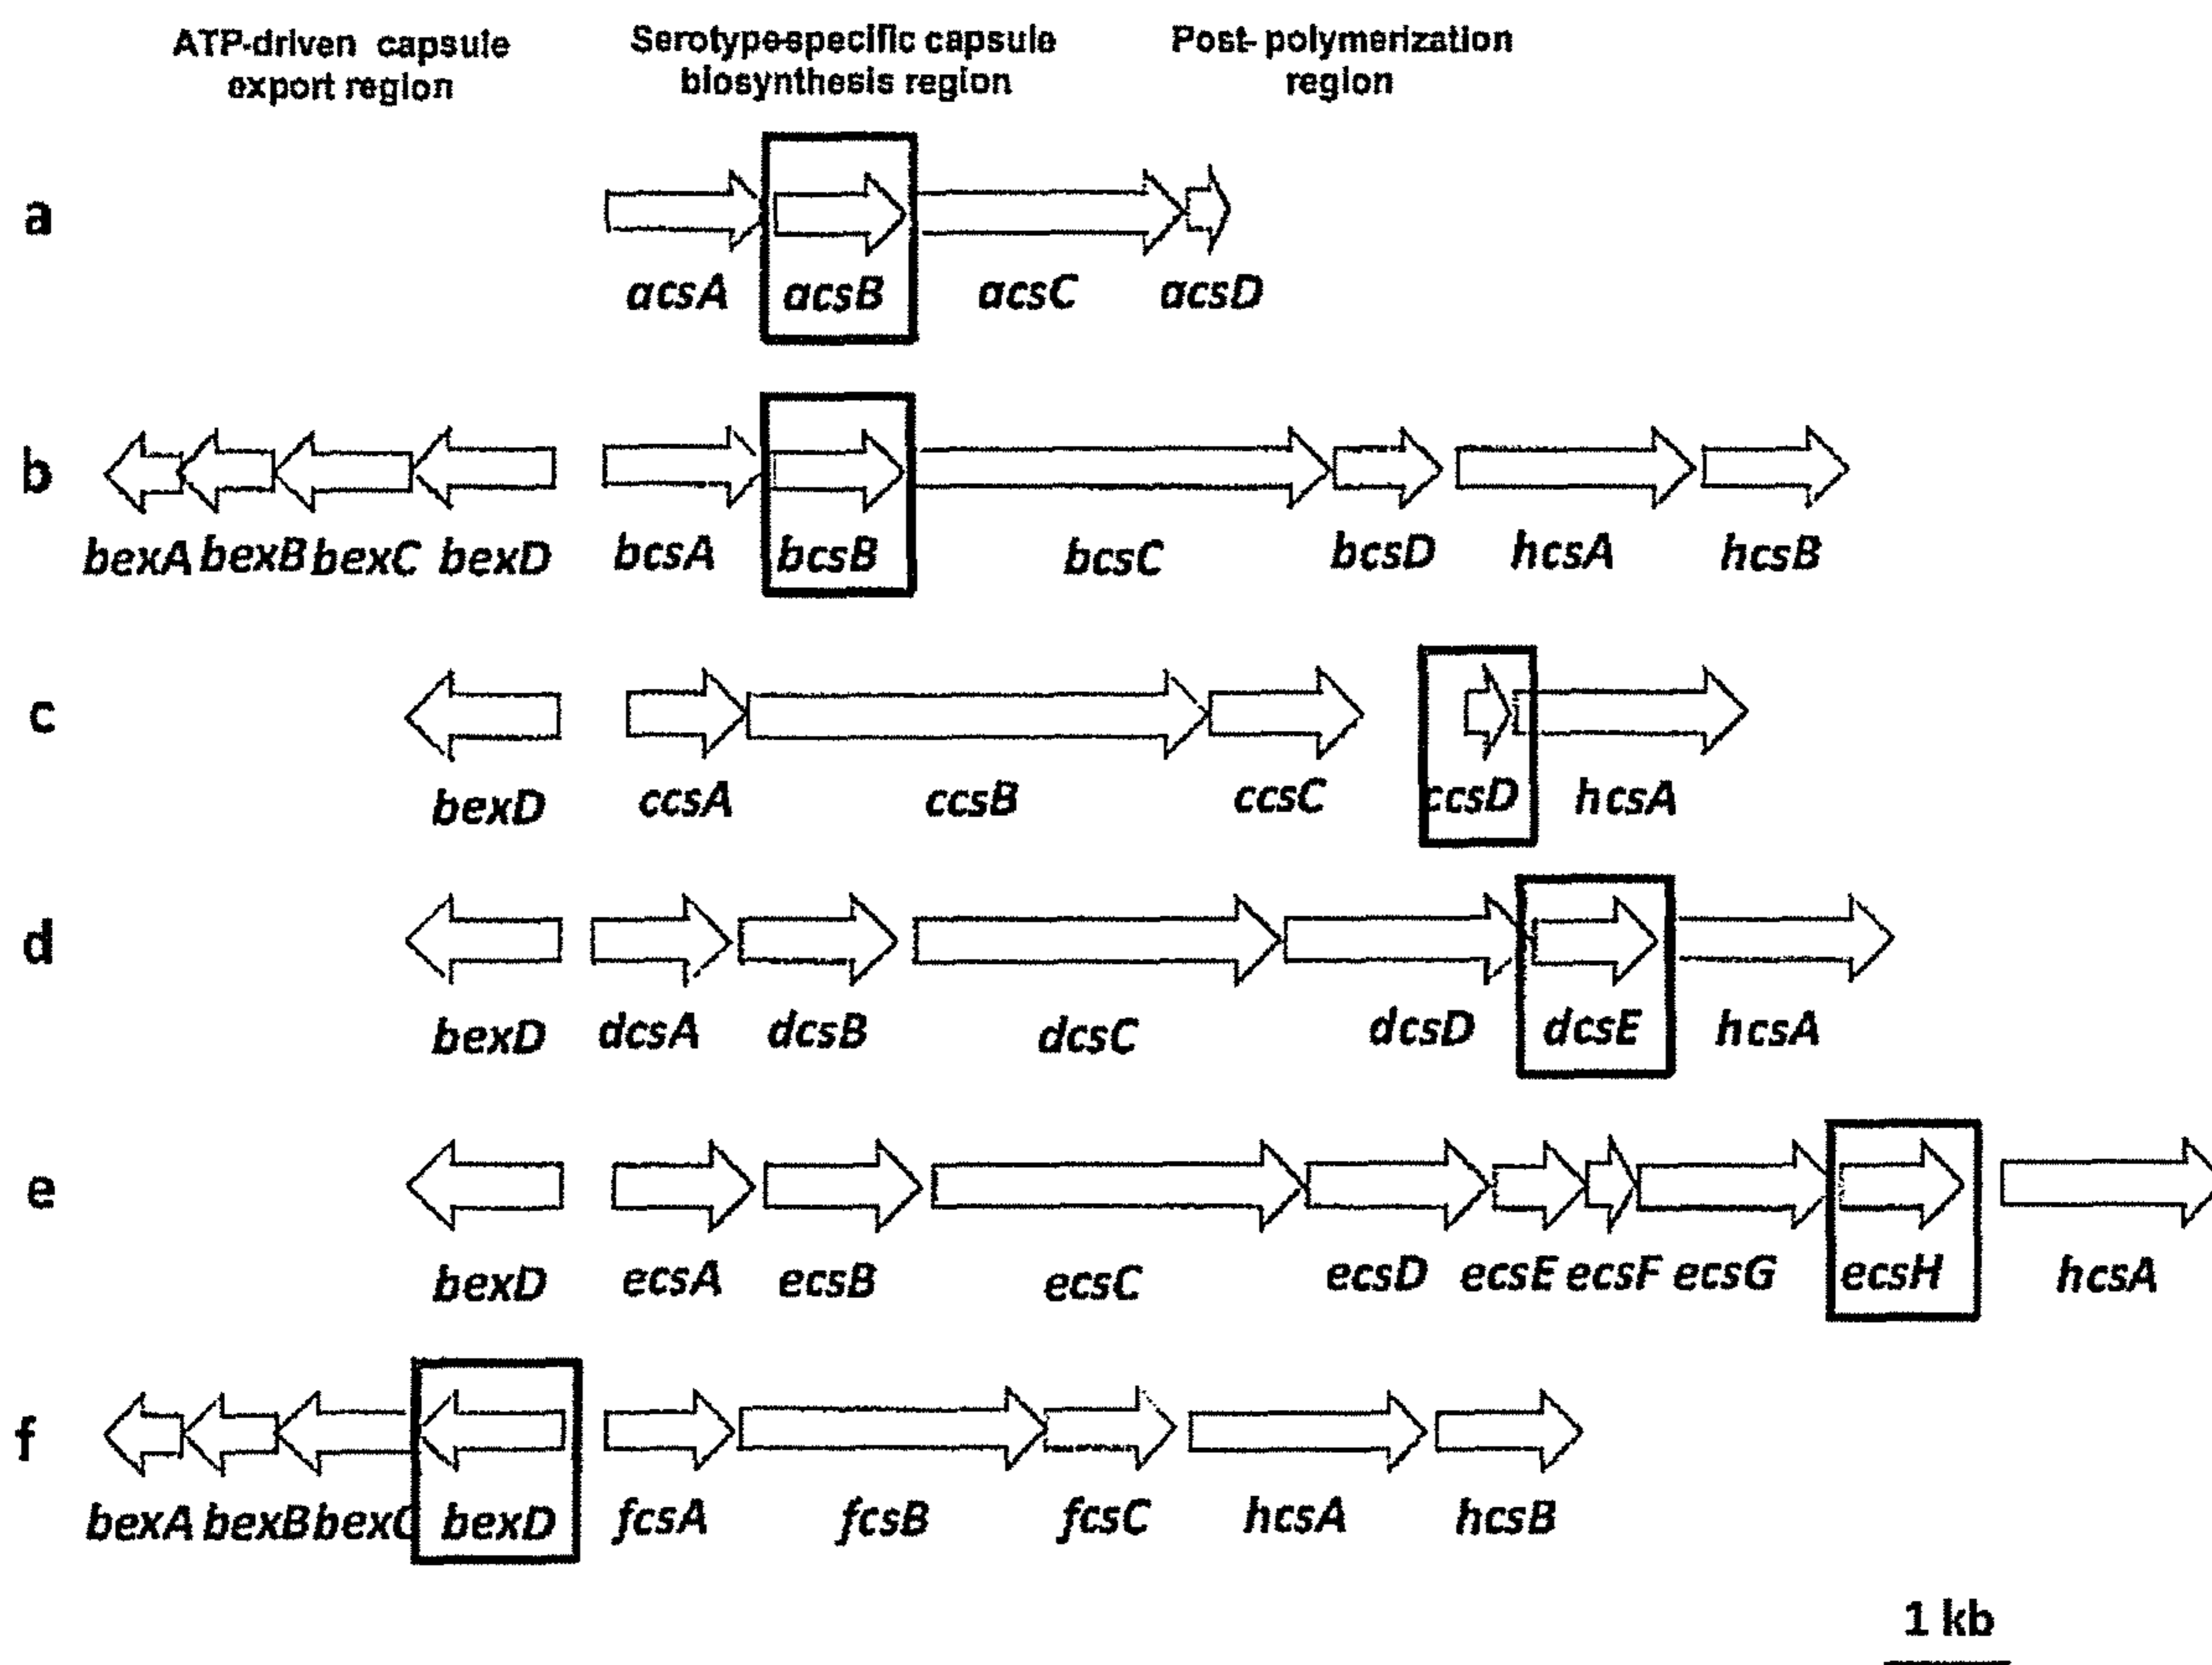 ATP-driven capsule
export region
Serotype-specific capsule
biosynthesis region
Post-polymerization
region
a
acsA acsB acsC acsD
b
bexA bexB bexC bexD bcsA bcsB bcsC bcsD hcsA hcsB
c
bexD ccsA ccsB ccsC ccsD hcsA
d
bexD dcsA dcsB dcsC dcsD dcsE hcsA
e
bexD ecsA ecsB ecsC ecsD ecsE ecsF ecsG ecsH hcsA
f
bexA bexB bexC bexD fcsA fcsB fcsC hcsA hcsB
1 kb